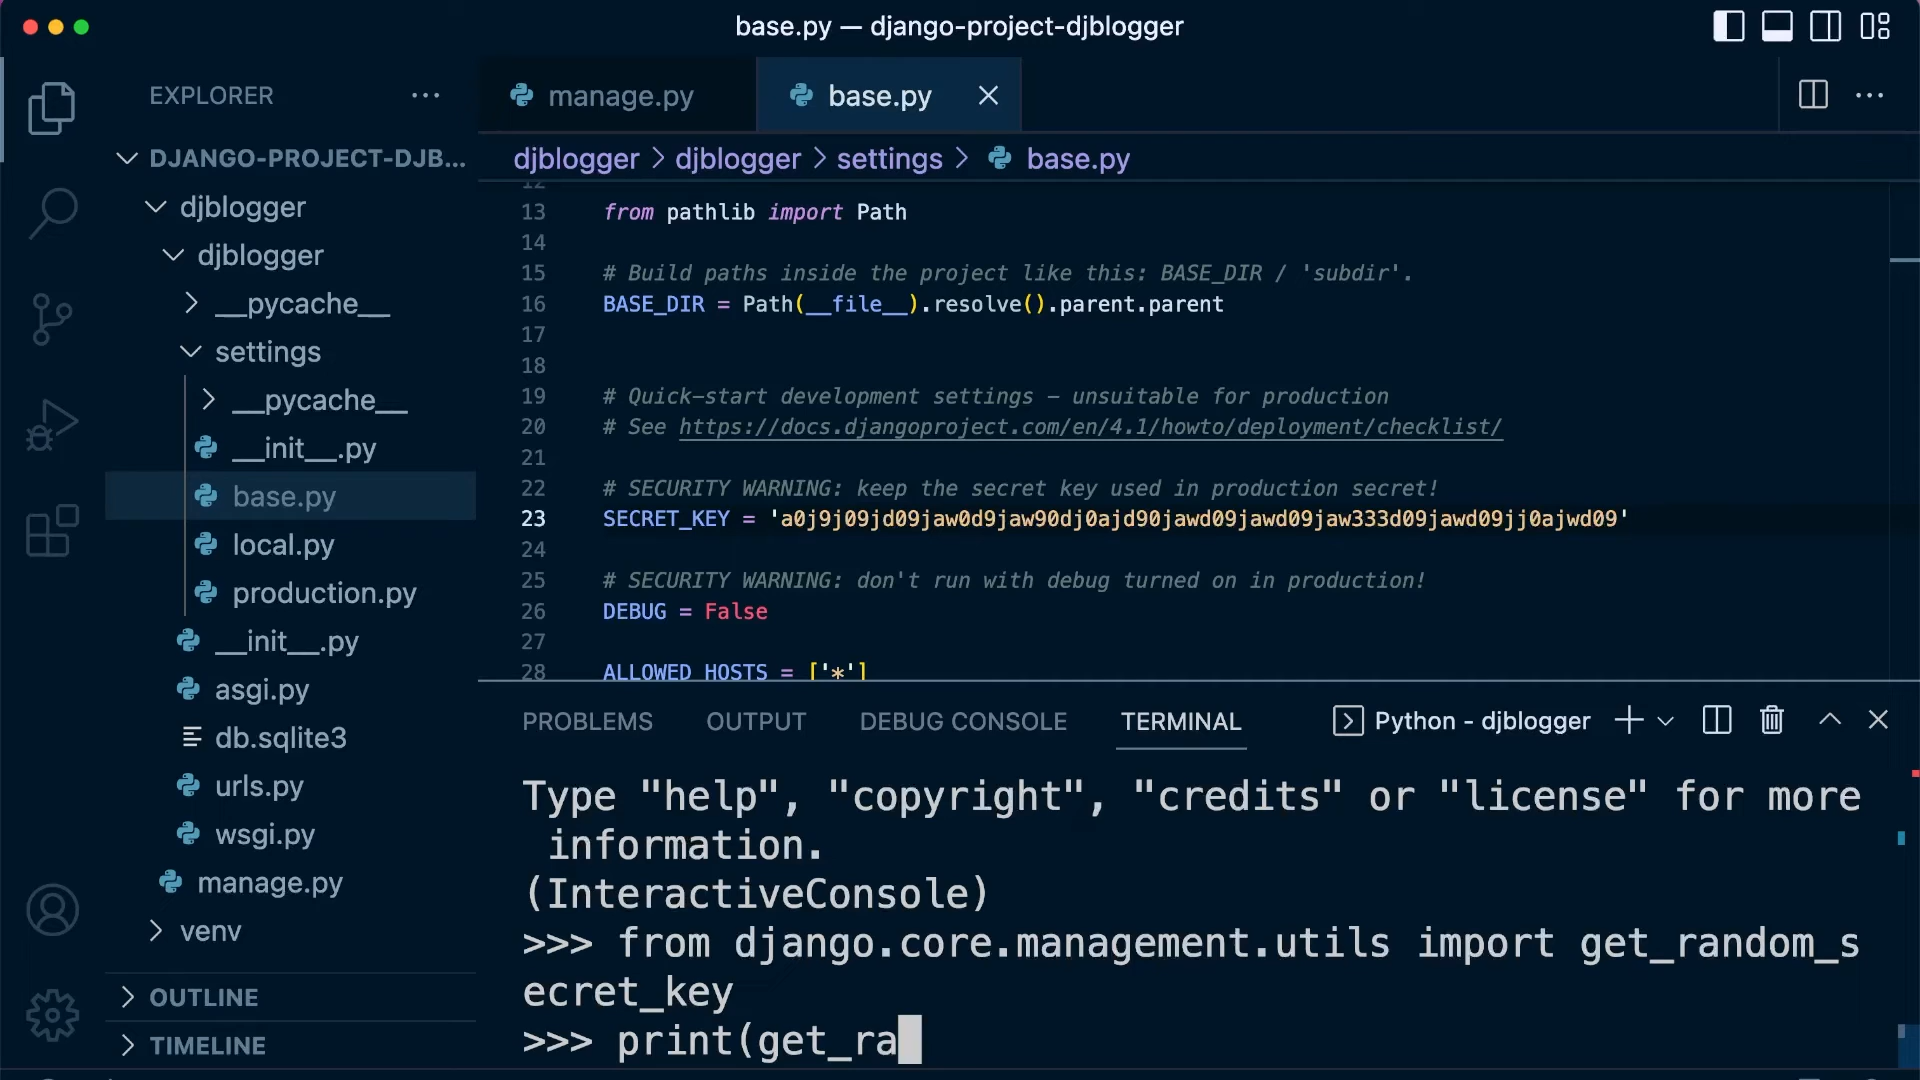 base.py — django-project-djblogger
EXPLORER
DJANGO-PROJECT-DJB...
djblogger
djblogger
__pycache__
settings
__pycache__
__init__.py
base.py
local.py
production.py
__init__.py
asgi.py
db.sqlite3
urls.py
wsgi.py
manage.py
venv
OUTLINE
TIMELINE
manage.py
base.py
djblogger > djblogger > settings > base.py
12
13 from pathlib import Path
14
15 # Build paths inside the project like this: BASE_DIR / 'subdir'.
16 BASE_DIR = Path(__file__).resolve().parent.parent
17
18
19 # Quick-start development settings - unsuitable for production
20 # See https://docs.djangoproject.com/en/4.1/howto/deployment/checklist/
21
22 # SECURITY WARNING: keep the secret key used in production secret!
23 SECRET_KEY = 'a0j9j09jd09jaw0d9jaw90dj0ajd90jawd09jawd09jaw333d09jawd09jj0ajwd09'
24
25 # SECURITY WARNING: don't run with debug turned on in production!
26 DEBUG = False
27
28 ALLOWED_HOSTS = ['*']
PROBLEMS OUTPUT DEBUG CONSOLE TERMINAL Python - djblogger
Type "help", "copyright", "credits" or "license" for more
information.
(InteractiveConsole)
>>> from django.core.management.utils import get_random_s
ecret_key
>>> print(get_ra